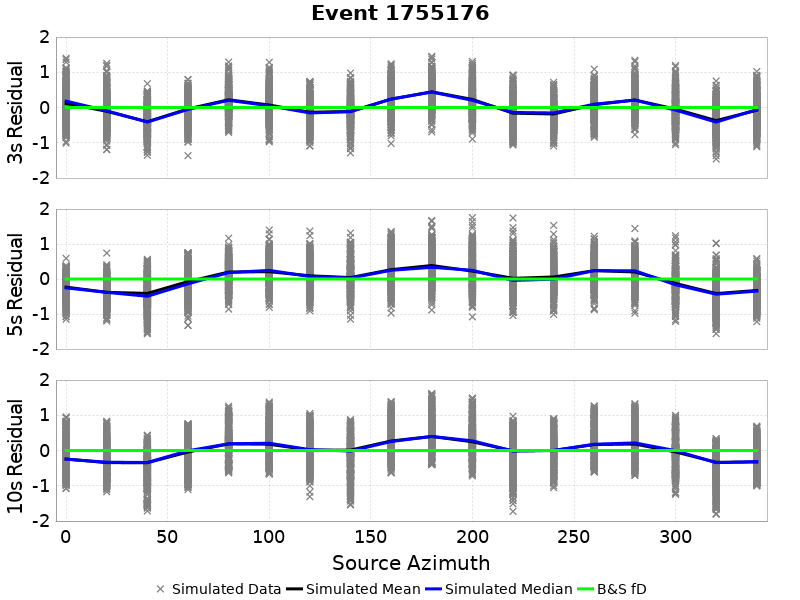 Event 1755176
2
1
0
-1
-2
3s Residual
2
1
0
-1
-2
5s Residual
2
1
0
-1
-2
10s Residual
0 50 100 150 200 250 300
Source Azimuth
Simulated Data Simulated Mean Simulated Median B&S fD